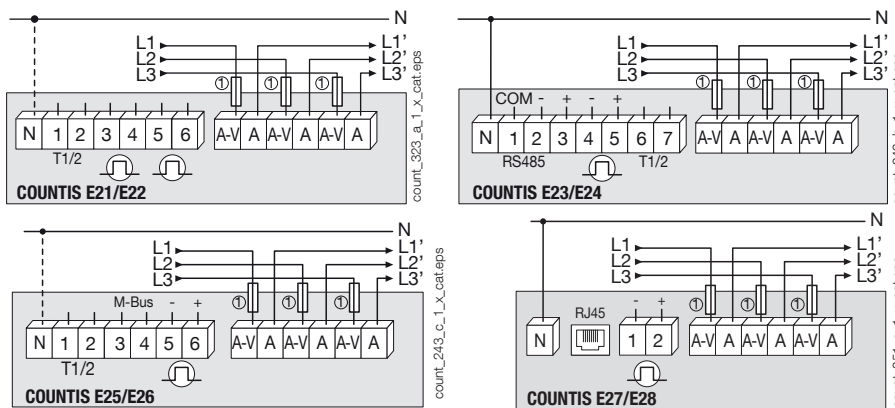 N
L1
L2
L3
L1'
L2'
L3'
① ① ①
N 1 2 3 4 5 6 A-V A A-V A A-V A
T1/2
COUNTIS E21/E22
count_323_a_1_x_cat.eps
N
L1
L2
L3
L1'
L2'
L3'
① ① ①
COM - + - +
N 1 2 3 4 5 6 7 A-V A A-V A A-V A
RS485 T1/2
COUNTIS E23/E24
N
L1
L2
L3
L1'
L2'
L3'
① ① ①
M-Bus - +
N 1 2 3 4 5 6 A-V A A-V A A-V A
T1/2
COUNTIS E25/E26
count_243_c_1_x_cat.eps
N
L1
L2
L3
L1'
L2'
L3'
① ① ①
RJ45 - +
N 1 2 A-V A A-V A A-V A
COUNTIS E27/E28